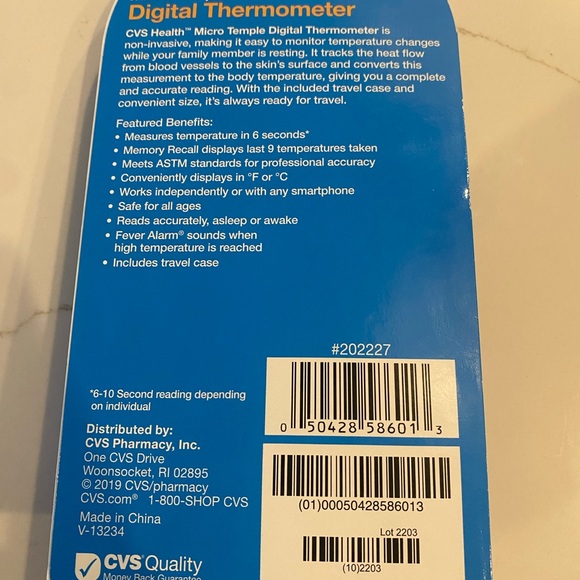 Digital Thermometer
CVS Health™ Micro Temple Digital Thermometer is
non-invasive, making it easy to monitor temperature changes
while your family member is resting. It tracks the heat flow
from blood vessels to the skin's surface and converts this
measurement to the body temperature, giving you a complete
and accurate reading. With the included travel case and
convenient size, it's always ready for travel.
Featured Benefits:
• Measures temperature in 6 seconds*
• Memory Recall displays last 9 temperatures taken
• Meets ASTM standards for professional accuracy
• Conveniently displays in °F or °C
• Works independently or with any smartphone
• Safe for all ages
• Reads accurately, asleep or awake
• Fever Alarm® sounds when
high temperature is reached
• Includes travel case
#202227
0 50428 58601 3
*6-10 Second reading depending
on individual
Distributed by:
CVS Pharmacy, Inc.
One CVS Drive
Woonsocket, RI 02895
© 2019 CVS/pharmacy
CVS.com® 1-800-SHOP CVS
Made in China
V-13234
(01)00050428586013
Lot 2203
(10)2203
CVS® Quality
Money Back Guarantee